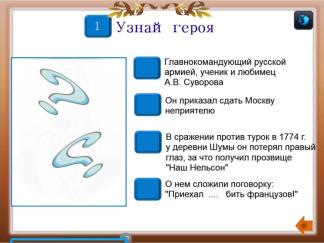 1 Узнай героя
Главнокомандующий русской
армией, ученик и любимец
А.В. Суворова
Он приказал сдать Москву
неприятелю
В сражении против турок в 1774 г.
у деревни Шумы он потерял правый
глаз, за что получил прозвище
"Наш Нельсон"
О нем сложили поговорку:
"Приехал .... бить французов!"